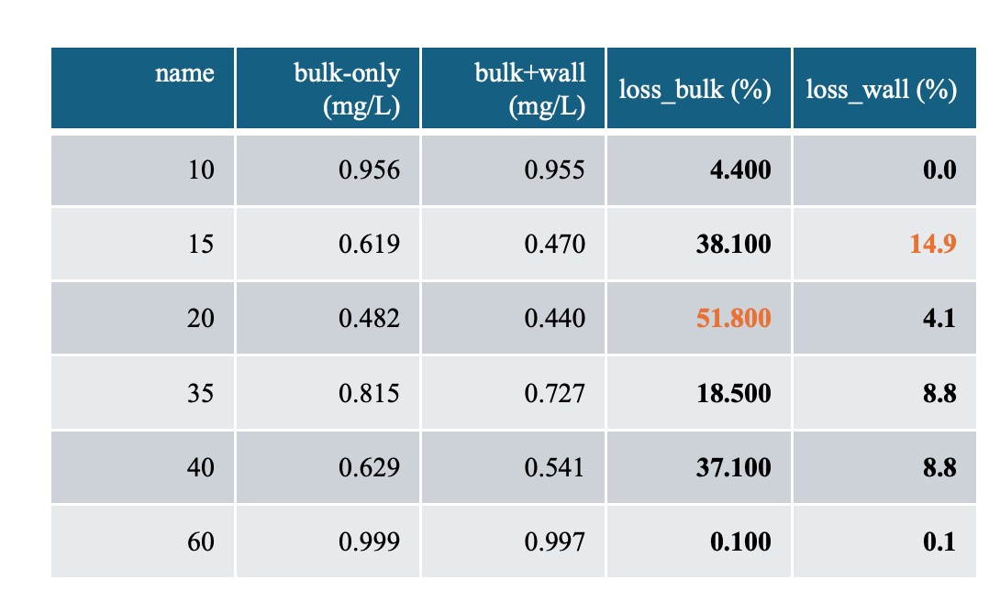 name bulk-only (mg/L) bulk+wall (mg/L) loss_bulk (%) loss_wall (%)
10 0.956 0.955 4.400 0.0
15 0.619 0.470 38.100 14.9
20 0.482 0.440 51.800 4.1
35 0.815 0.727 18.500 8.8
40 0.629 0.541 37.100 8.8
60 0.999 0.997 0.100 0.1